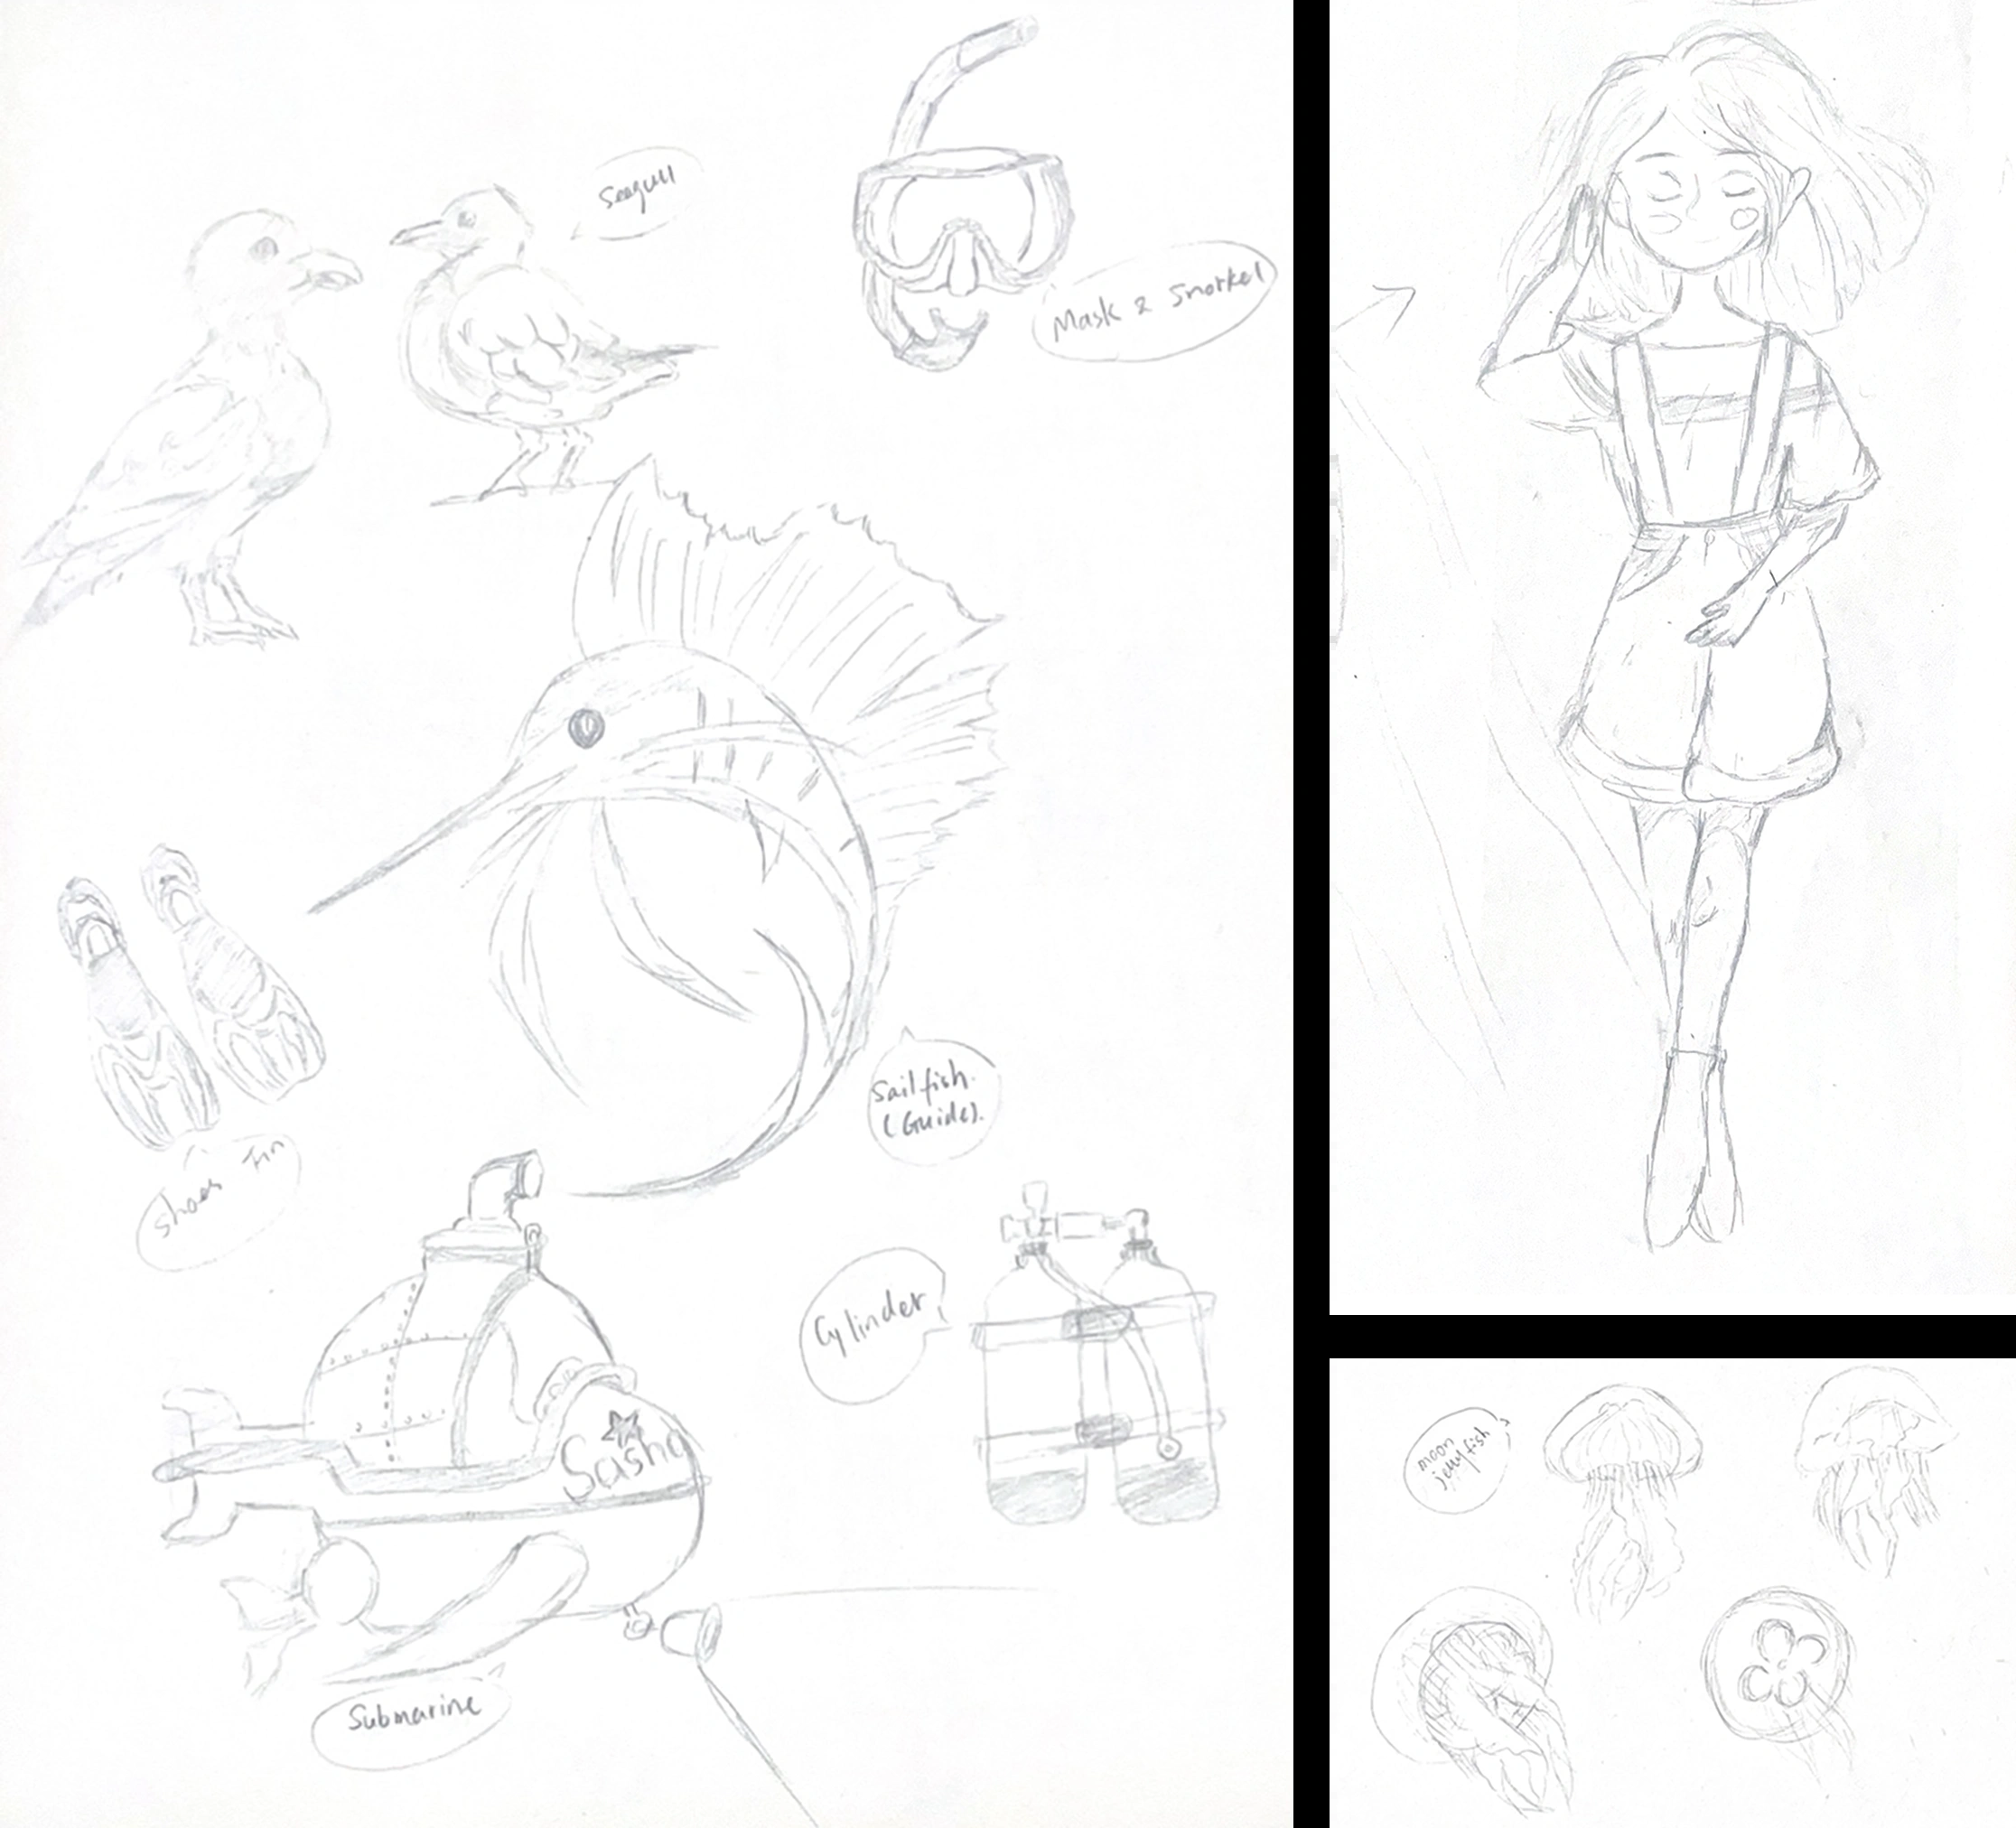 Seagull
Mask & Snorkel
Sailfish.
(Guide).
Shoes Fin
Cylinder
Sasha
Submarine
moon
jellyfish